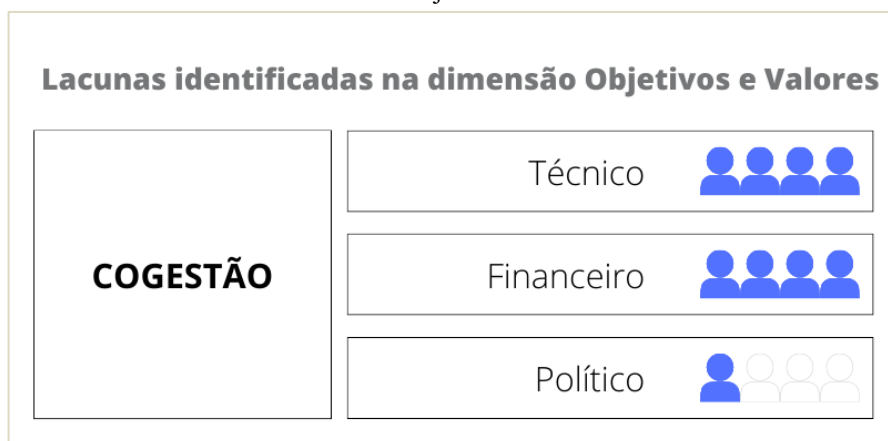 Lacunas identificadas na dimensão Objetivos e Valores
COGESTÃO
Técnico
Financeiro
Político